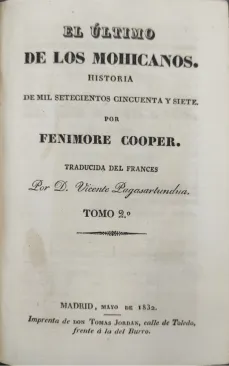 EL ÚLTIMO
DE LOS MOHICANOS.
HISTORIA
DE MIL SETECIENTOS CINCUENTA Y SIETE.
POR
FENIMORE COOPER.
TRADUCIDA DEL FRANCES
Por D. Vicente Pagasartundua.
TOMO 2.º
MADRID, MAYO DE 1832.
Imprenta de DON TOMAS JORDAN, calle de Toledo,
frente á la del Burro.